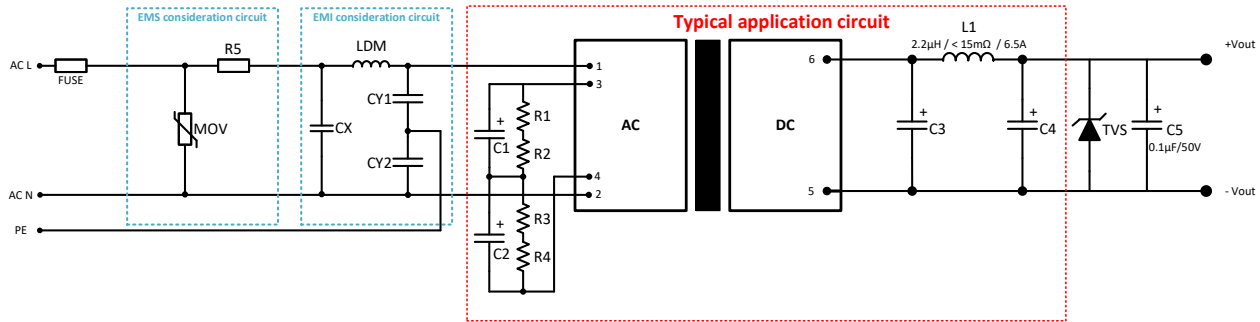 EMS consideration circuit
EMI consideration circuit
Typical application circuit
R5
LDM
L1
2.2µH / < 15mΩ / 6.5A
AC L
FUSE
1
6
+Vout
3
CY1
R1
MOV
CX
AC
DC
C3
C4
TVS
C5
0.1µF/50V
C1
R2
CY2
4
AC N
2
5
- Vout
R3
PE
C2
R4
+
+
+
+
+